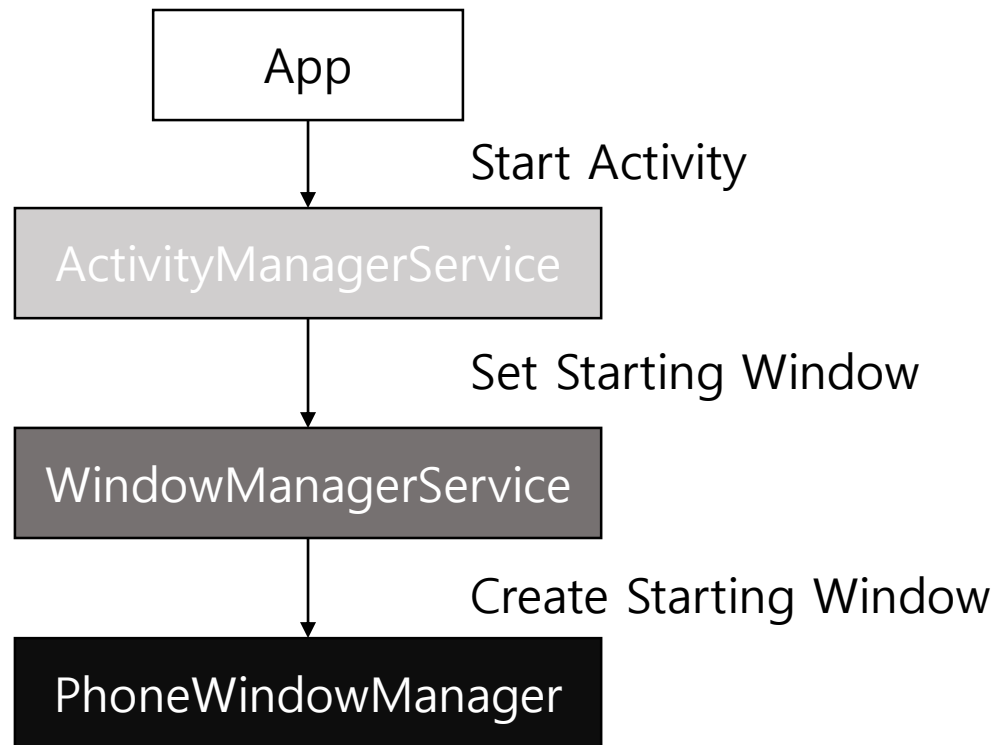 App
Start Activity
ActivityManagerService
Set Starting Window
WindowManagerService
Create Starting Window
PhoneWindowManager